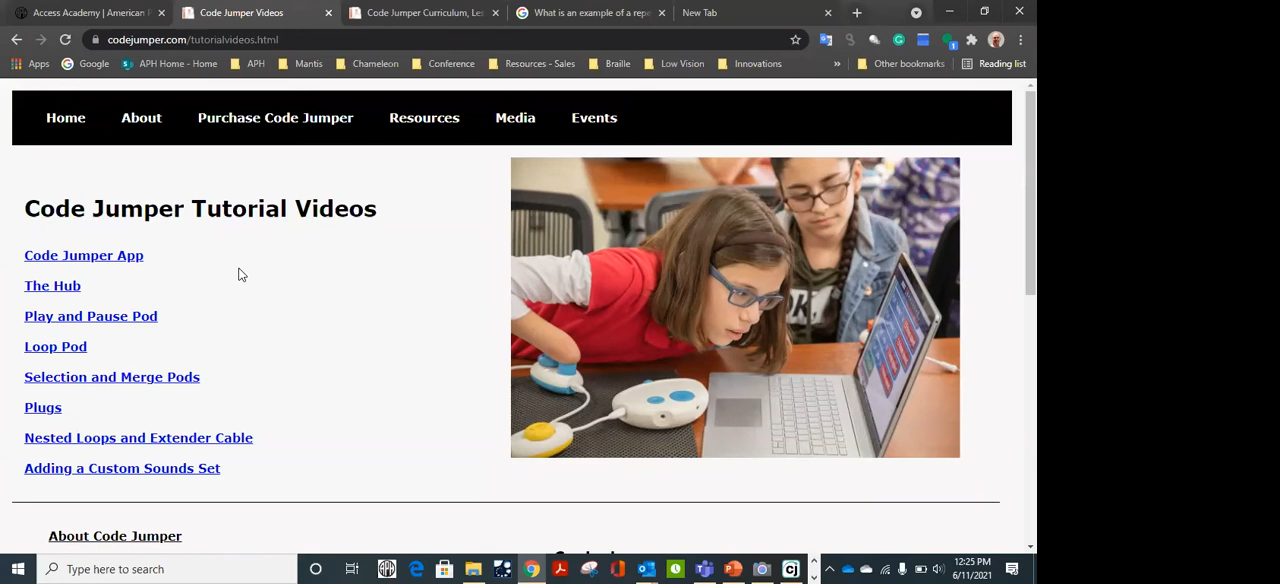 Access Academy | American P
Code Jumper Videos
Code Jumper Curriculum, Les
What is an example of a repe
New Tab
codejumper.com/tutorialvideos.html
Apps Google APH Home - Home APH Mantis Chameleon Conference Resources - Sales Braille Low Vision Innovations » Other bookmarks Reading list
Home About Purchase Code Jumper Resources Media Events
Code Jumper Tutorial Videos
Code Jumper App
The Hub
Play and Pause Pod
Loop Pod
Selection and Merge Pods
Plugs
Nested Loops and Extender Cable
Adding a Custom Sounds Set
About Code Jumper
Type here to search
12:25 PM
6/11/2021